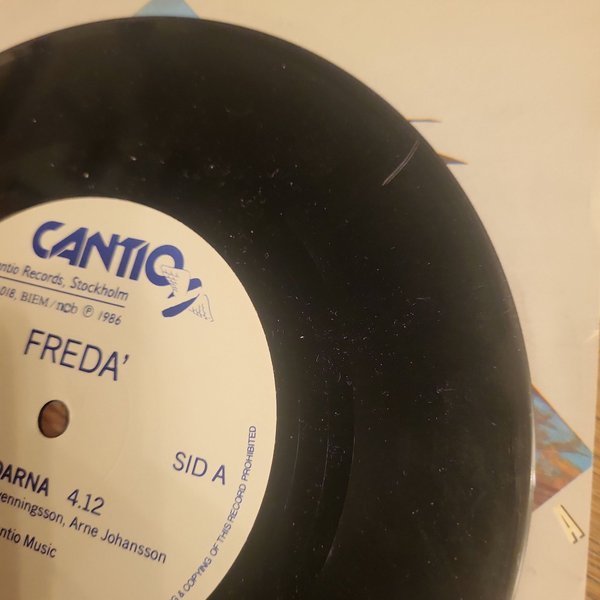 CANTIO
ntio Records, Stockholm
018, BIEM/ncb Ⓟ 1986
FREDA'
SID A
DARNA 4.12
enningsson, Arne Johansson
ntio Music
& COPYING OF THIS RECORD PROHIBITED
A